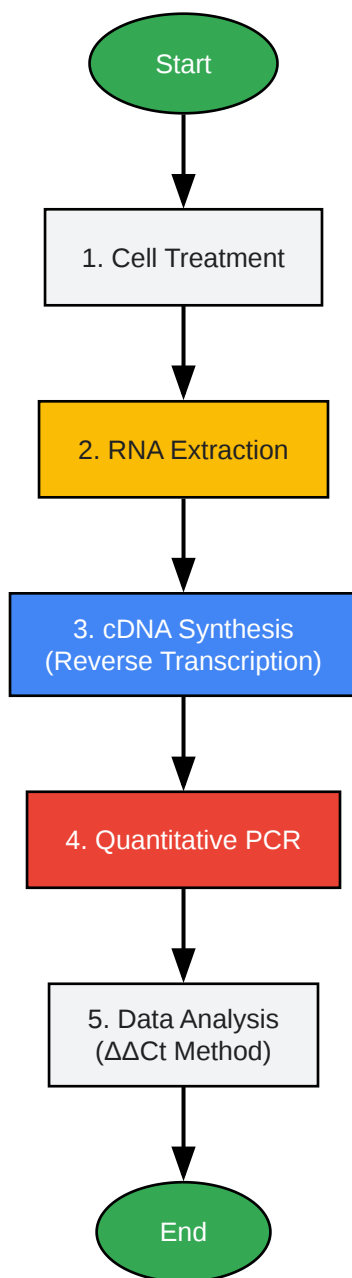 Start
1. Cell Treatment
2. RNA Extraction
3. cDNA Synthesis
(Reverse Transcription)
4. Quantitative PCR
5. Data Analysis
(ΔΔCt Method)
End